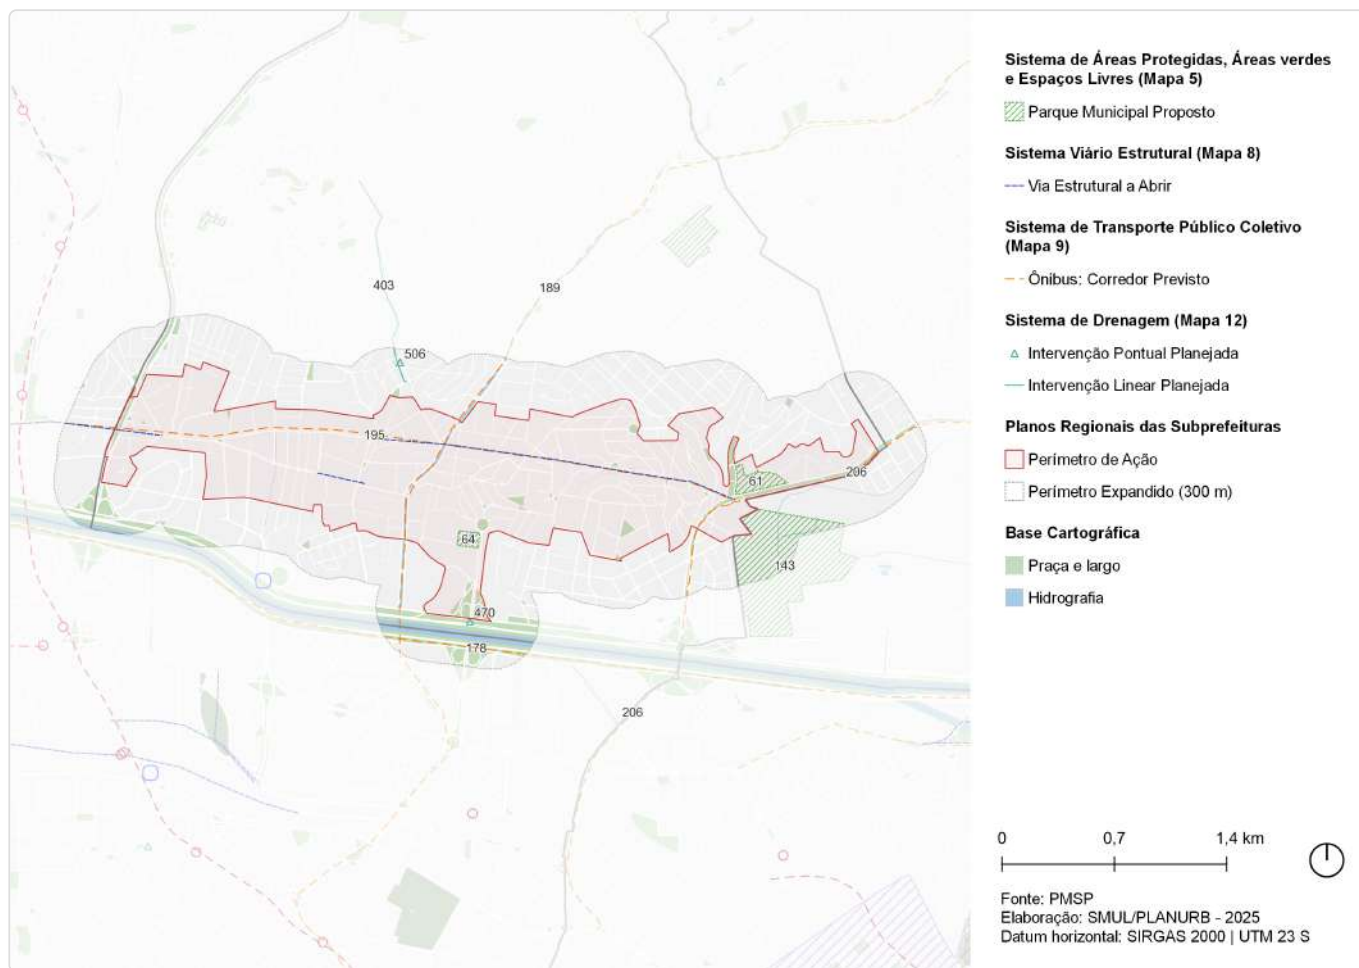 Sistema de Áreas Protegidas, Áreas verdes
e Espaços Livres (Mapa 5)
Parque Municipal Proposto
Sistema Viário Estrutural (Mapa 8)
Via Estrutural a Abrir
Sistema de Transporte Público Coletivo
(Mapa 9)
Ônibus: Corredor Previsto
Sistema de Drenagem (Mapa 12)
Intervenção Pontual Planejada
Intervenção Linear Planejada
Planos Regionais das Subprefeituras
Perímetro de Ação
Perímetro Expandido (300 m)
Base Cartográfica
Praça e largo
Hidrografia
403
189
506
195
206
61
64
143
470
178
206
0 0,7 1,4 km
Fonte: PMSP
Elaboração: SMUL/PLANURB - 2025
Datum horizontal: SIRGAS 2000 | UTM 23 S